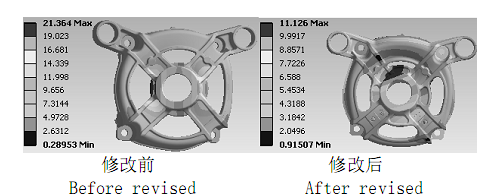 21.364 Max
19.023
16.681
14.339
11.998
9.656
7.3144
4.9728
2.6312
0.28953 Min
11.126 Max
9.9917
8.8571
7.7226
6.588
5.4534
4.3188
3.1842
2.0496
0.91507 Min
修改前
Before revised
修改后
After revised